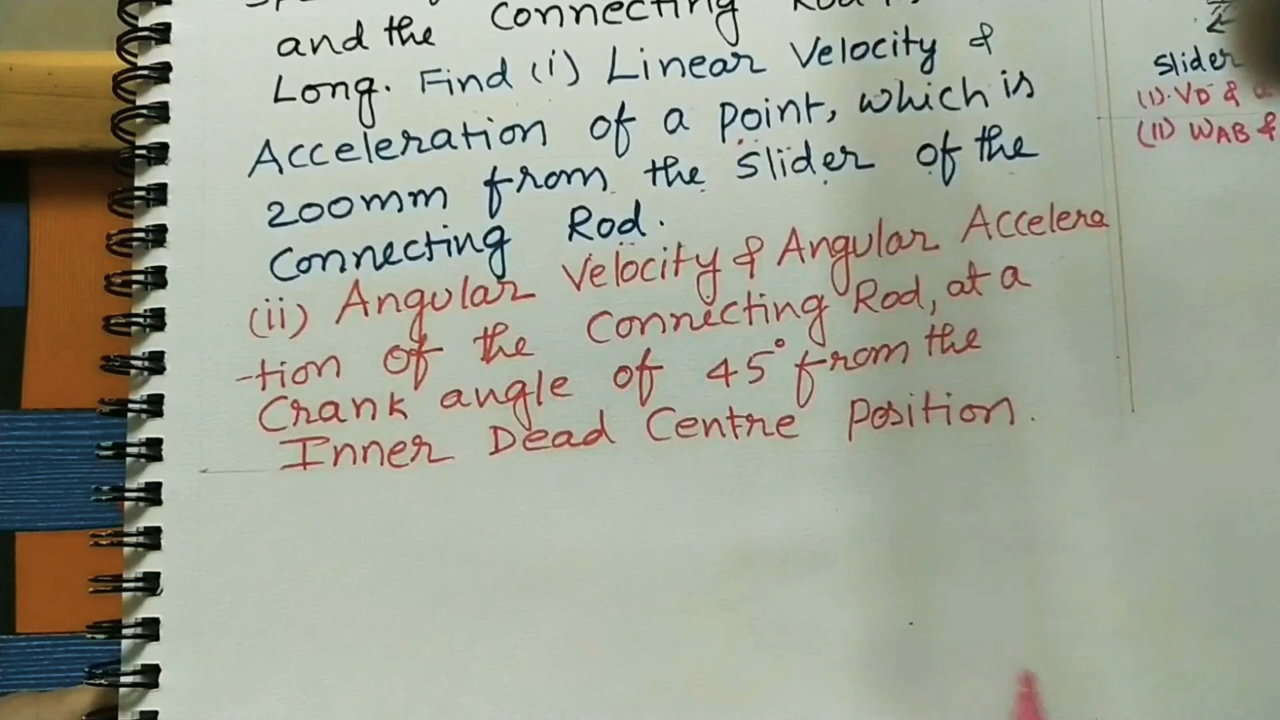 and the Connecting
Long. Find (i) Linear Velocity &
Acceleration of a point, which is
200mm from the slider of the
Connecting Rod.
(ii) Angular Velocity & Angular Accelera
-tion of the Connecting Rod, at a
Crank angle of 45° from the
Inner Dead Centre Position.
slider
(I). VD &
(II) WAB &